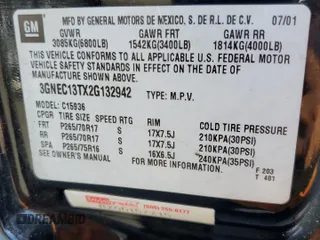 GM
MFD BY GENERAL MOTORS DE MEXICO, S. DE R.L. DE C.V. 07/01
GVWR GAWR FRT GAWR RR
3085KG(6800LB) 1542KG(3400LB) 1814KG(4000LB)
THIS VEHICLE CONFORMS TO ALL APPLICABLE U.S. FEDERAL MOTOR
VEHICLE SAFETY STANDARDS IN EFFECT ON THE DATE OF
MANUFACTURE SHOWN ABOVE.
3GNEC13TX2G132942 TYPE: M.P.V.
MODEL: C15936
CPGR TIRE SIZE SPEED RTG RIM COLD TIRE PRESSURE
FRT P265/70R17 S 17X7.5J 210KPA(30PSI)
RR P265/70R17 S 17X7.5J 210KPA(30PSI)
SPA P265/75R16 S 16X6.5J 240KPA(35PSI)
SEE OWNER'S MANUAL F 203
T 401